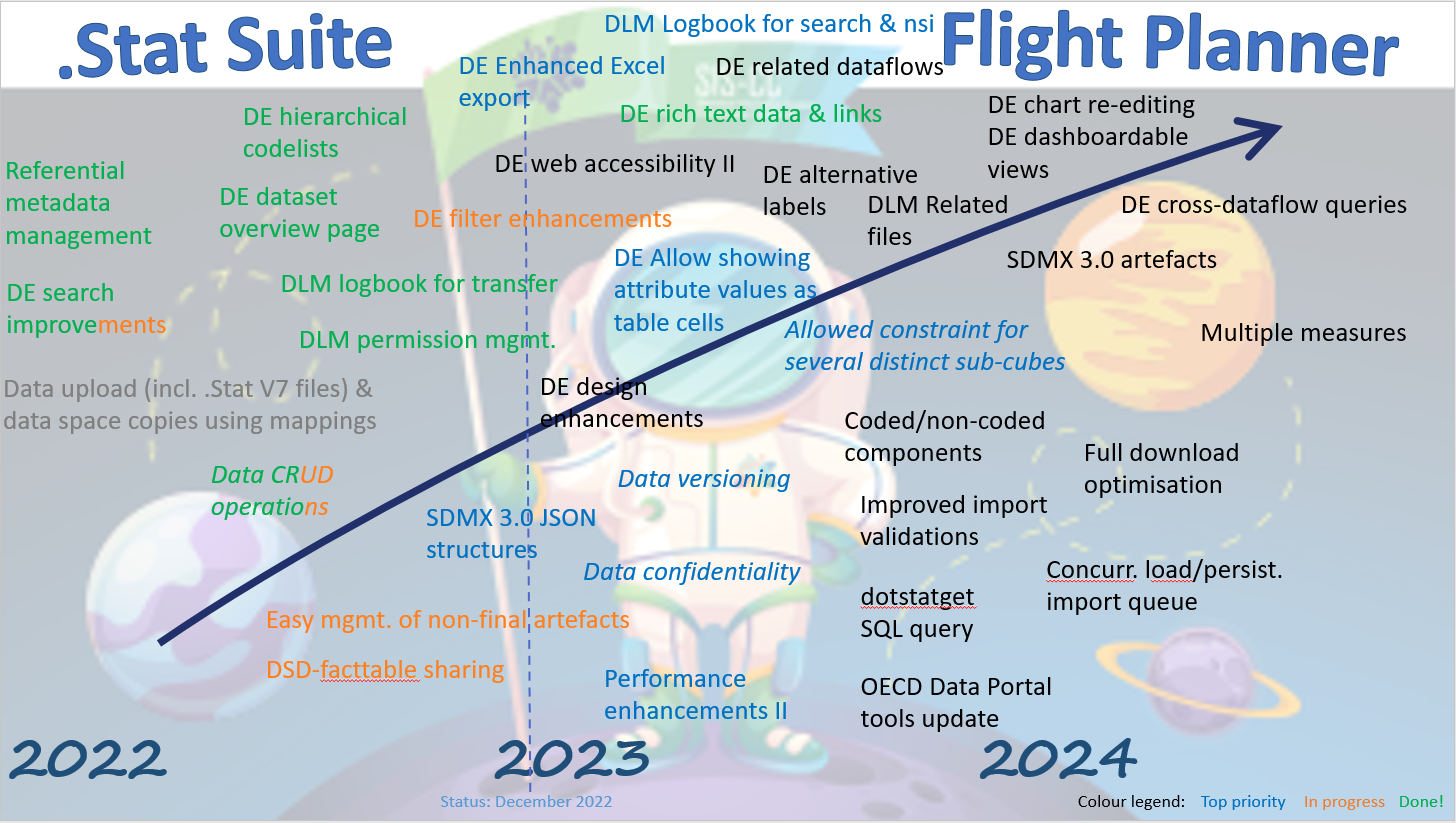 .Stat Suite
Flight Planner
DLM Logbook for search & nsi
DE Enhanced Excel
export
DE related dataflows
SIS-CC
DE rich text data & links
DE hierarchical
codelists
DE chart re-editing
DE dashboardable
views
Referential
metadata
management
DE web accessibility II
DE alternative
labels
DE dataset
overview page
DE filter enhancements
DLM Related
files
DE cross-dataflow queries
DE Allow showing
attribute values as
table cells
SDMX 3.0 artefacts
DE search
improvements
DLM logbook for transfer
DLM permission mgmt.
Allowed constraint for
several distinct sub-cubes
Multiple measures
Data upload (incl. .Stat V7 files) &
data space copies using mappings
DE design
enhancements
Coded/non-coded
components
Full download
optimisation
Data CRUD
operations
Data versioning
Improved import
validations
SDMX 3.0 JSON
structures
Data confidentiality
Concurr. load/persist.
import queue
dotstatget
SQL query
Easy mgmt. of non-final artefacts
DSD-facttable sharing
Performance
enhancements II
OECD Data Portal
tools update
2022
2023
2024
Status: December 2022
Colour legend: Top priority In progress Done!